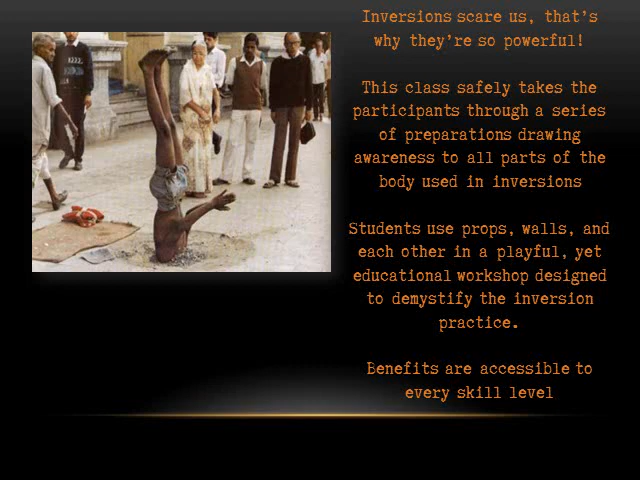 Inversions scare us, that's
why they're so powerful!
This class safely takes the
participants through a series
of preparations drawing
awareness to all parts of the
body used in inversions
Students use props, walls, and
each other in a playful, yet
educational workshop designed
to demystify the inversion
practice.
Benefits are accessible to
every skill level